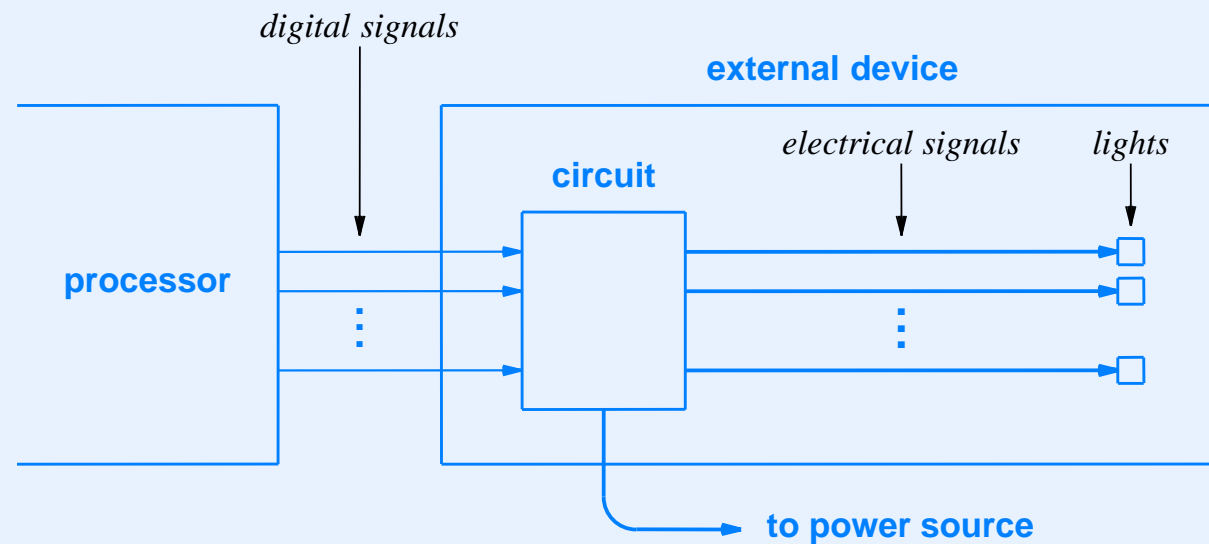 digital signals
external device
electrical signals
lights
circuit
processor
to power source